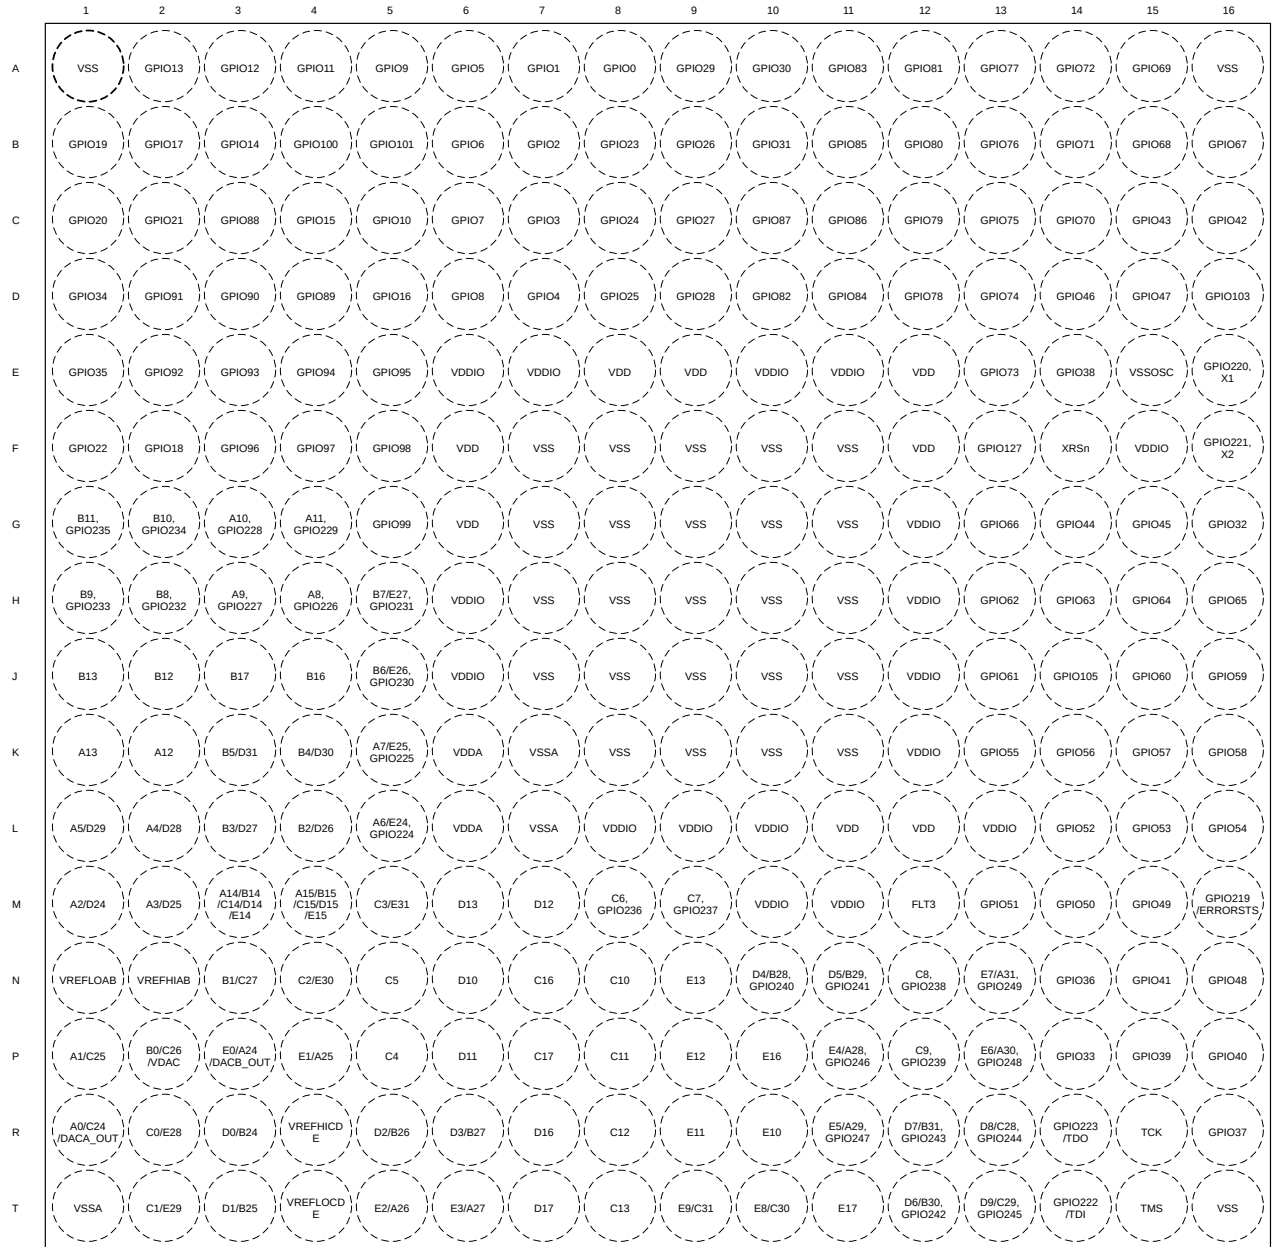 1 2 3 4 5 6 7 8 9 10 11 12 13 14 15 16
A VSS GPIO13 GPIO12 GPIO11 GPIO9 GPIO5 GPIO1 GPIO0 GPIO29 GPIO30 GPIO83 GPIO81 GPIO77 GPIO72 GPIO69 VSS
B GPIO19 GPIO17 GPIO14 GPIO100 GPIO101 GPIO6 GPIO2 GPIO23 GPIO26 GPIO31 GPIO85 GPIO80 GPIO76 GPIO71 GPIO68 GPIO67
C GPIO20 GPIO21 GPIO88 GPIO15 GPIO10 GPIO7 GPIO3 GPIO24 GPIO27 GPIO87 GPIO86 GPIO79 GPIO75 GPIO70 GPIO43 GPIO42
D GPIO34 GPIO91 GPIO90 GPIO89 GPIO16 GPIO8 GPIO4 GPIO25 GPIO28 GPIO82 GPIO84 GPIO78 GPIO74 GPIO46 GPIO47 GPIO103
E GPIO35 GPIO92 GPIO93 GPIO94 GPIO95 VDDIO VDDIO VDD VDD VDDIO VDDIO VDD GPIO73 GPIO38 VSSOSC GPIO220, X1
F GPIO22 GPIO18 GPIO96 GPIO97 GPIO98 VDD VSS VSS VSS VSS VSS VDD GPIO127 XRSn VDDIO GPIO221, X2
G B11, GPIO235 B10, GPIO234 A10, GPIO228 A11, GPIO229 GPIO99 VDD VSS VSS VSS VSS VSS VDDIO GPIO66 GPIO44 GPIO45 GPIO32
H B9, GPIO233 B8, GPIO232 A9, GPIO227 A8, GPIO226 B7/E27, GPIO231 VDDIO VSS VSS VSS VSS VSS VDDIO GPIO62 GPIO63 GPIO64 GPIO65
J B13 B12 B17 B16 B6/E26, GPIO230 VDDIO VSS VSS VSS VSS VSS VDDIO GPIO61 GPIO105 GPIO60 GPIO59
K A13 A12 B5/D31 B4/D30 A7/E25, GPIO225 VDDA VSSA VSS VSS VSS VSS VDDIO GPIO55 GPIO56 GPIO57 GPIO58
L A5/D29 A4/D28 B3/D27 B2/D26 A6/E24, GPIO224 VDDA VSSA VDDIO VDDIO VDDIO VDD VDD VDDIO GPIO52 GPIO53 GPIO54
M A2/D24 A3/D25 A14/B14 /C14/D14 /E14 A15/B15 /C15/D15 /E15 C3/E31 D13 D12 C6, GPIO236 C7, GPIO237 VDDIO VDDIO FLT3 GPIO51 GPIO50 GPIO49 GPIO219 /ERRORSTS
N VREFLOAB VREFHIAB B1/C27 C2/E30 C5 D10 C16 C10 E13 D4/B28, GPIO240 D5/B29, GPIO241 C8, GPIO238 E7/A31, GPIO249 GPIO36 GPIO41 GPIO48
P A1/C25 B0/C26 /VDAC E0/A24 /DACB_OUT E1/A25 C4 D11 C17 C11 E12 E16 E4/A28, GPIO246 C9, GPIO239 E6/A30, GPIO248 GPIO33 GPIO39 GPIO40
R A0/C24 /DACA_OUT C0/E28 D0/B24 VREFHICD E D2/B26 D3/B27 D16 C12 E11 E10 E5/A29, GPIO247 D7/B31, GPIO243 D8/C28, GPIO244 GPIO223 /TDO TCK GPIO37
T VSSA C1/E29 D1/B25 VREFLOCD E E2/A26 E3/A27 D17 C13 E9/C31 E8/C30 E17 D6/B30, GPIO242 D9/C29, GPIO245 GPIO222 /TDI TMS VSS